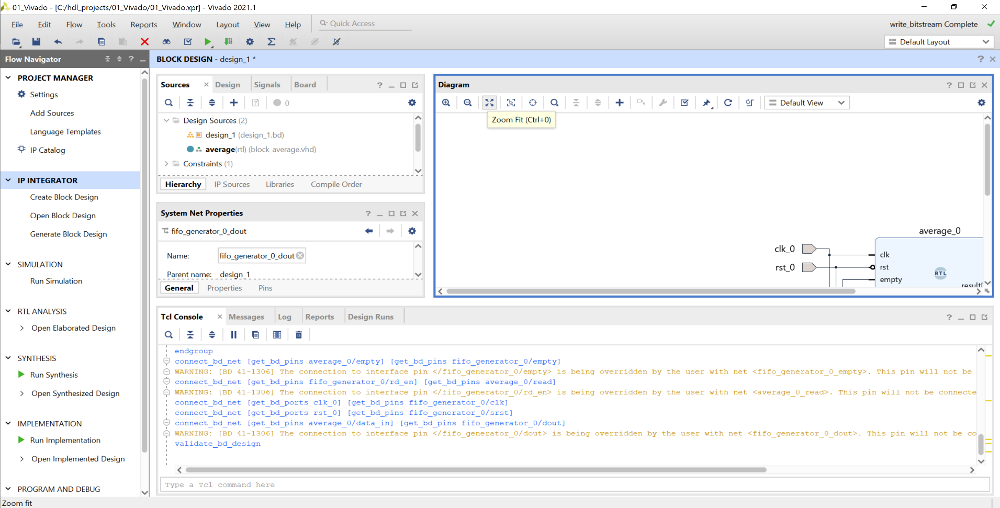 01_Vivado - [C:/hdl_projects/01_Vivado/01_Vivado.xpr] - Vivado 2021.1
File Edit Flow Tools Reports Window Layout View Help Quick Access
write_bitstream Complete
Default Layout
Flow Navigator
PROJECT MANAGER
Settings
Add Sources
Language Templates
IP Catalog
IP INTEGRATOR
Create Block Design
Open Block Design
Generate Block Design
SIMULATION
Run Simulation
RTL ANALYSIS
Open Elaborated Design
SYNTHESIS
Run Synthesis
Open Synthesized Design
IMPLEMENTATION
Run Implementation
Open Implemented Design
PROGRAM AND DEBUG
Zoom fit
BLOCK DESIGN - design_1 *
Sources Design Signals Board
0
Design Sources (2)
design_1 (design_1.bd)
average(rtl) (block_average.vhd)
Constraints (1)
Hierarchy IP Sources Libraries Compile Order
System Net Properties
fifo_generator_0_dout
Name: fifo_generator_0_dout
Parent name: design_1
General Properties Pins
Diagram
Default View
Zoom Fit (Ctrl+0)
average_0
clk_0
rst_0
clk
rst
empty
RTL
result[
Tcl Console Messages Log Reports Design Runs
endgroup
connect_bd_net [get_bd_pins average_0/empty] [get_bd_pins fifo_generator_0/empty]
WARNING: [BD 41-1306] The connection to interface pin </fifo_generator_0/empty> is being overridden by the user with net <fifo_generator_0_empty>. This pin will not be
connect_bd_net [get_bd_pins fifo_generator_0/rd_en] [get_bd_pins average_0/read]
WARNING: [BD 41-1306] The connection to interface pin </fifo_generator_0/rd_en> is being overridden by the user with net <average_0_read>. This pin will not be connecte
connect_bd_net [get_bd_ports clk_0] [get_bd_pins fifo_generator_0/clk]
connect_bd_net [get_bd_ports rst_0] [get_bd_pins fifo_generator_0/srst]
connect_bd_net [get_bd_pins average_0/data_in] [get_bd_pins fifo_generator_0/dout]
WARNING: [BD 41-1306] The connection to interface pin </fifo_generator_0/dout> is being overridden by the user with net <fifo_generator_0_dout>. This pin will not be co
validate_bd_design
Type a Tcl command here